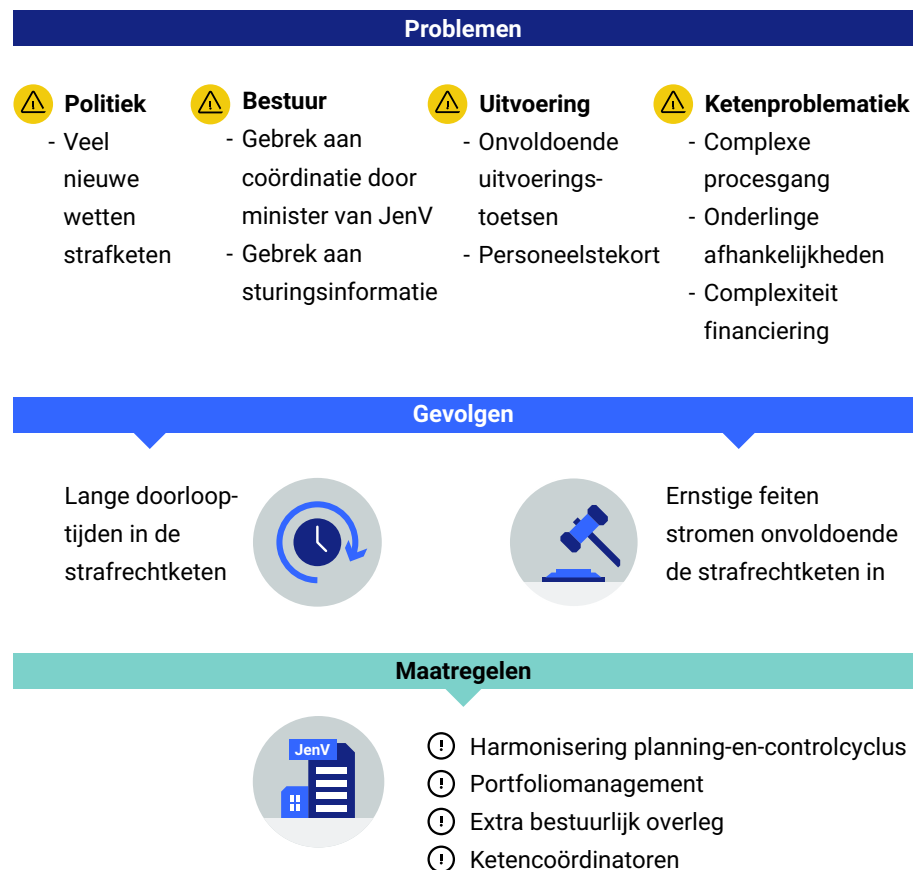 Problemen
Politiek
- Veel
nieuwe
wetten
strafketen
Bestuur
- Gebrek aan
coördinatie door
minister van JenV
- Gebrek aan
sturingsinformatie
Uitvoering
- Onvoldoende
uitvoerings-
toetsen
- Personeelstekort
Ketenproblematiek
- Complexe
procesgang
- Onderlinge
afhankelijkheden
- Complexiteit
financiering
Gevolgen
Lange doorloop-
tijden in de
strafrechtketen
Ernstige feiten
stromen onvoldoende
de strafrechtketen in
Maatregelen
JenV
Harmonisering planning-en-controlcyclus
Portfoliomanagement
Extra bestuurlijk overleg
Ketencoördinatoren